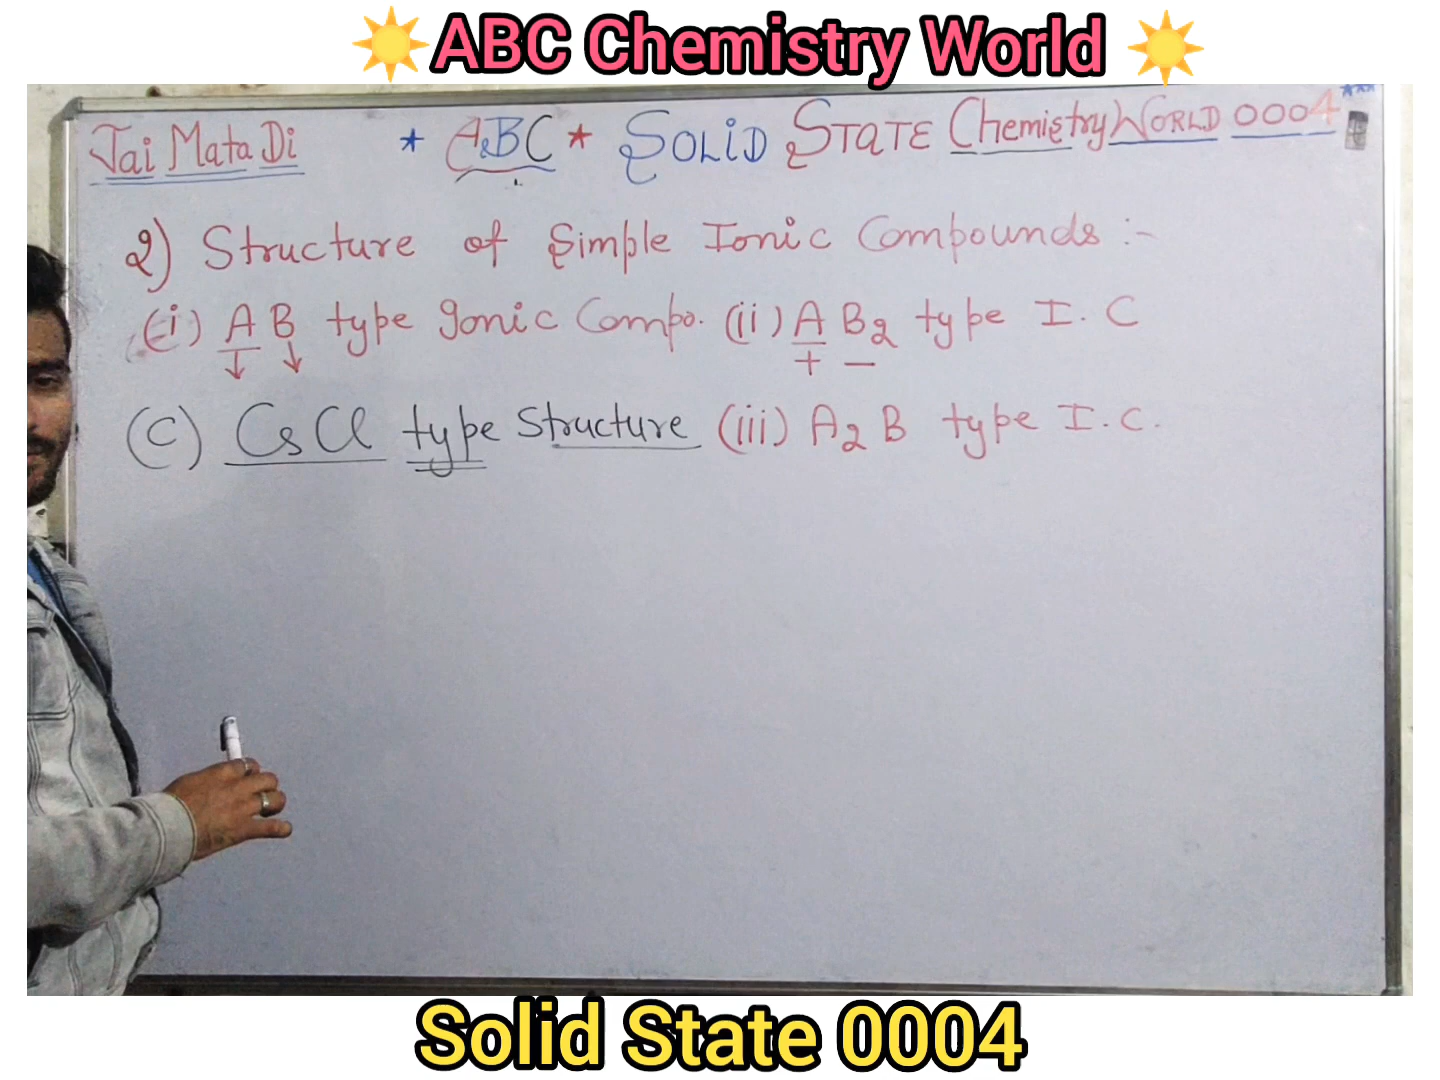 ☀ABC Chemistry World☀
Jai Mata Di * ABC * SOLiD STATE Chemistry WORLD 0004
2) Structure of Simple Ionic Compounds :-
(i) AB type Ionic Compo. (ii) AB2 type I.C
+ −
(C) CsCl type Structure (iii) A2B type I.C.
Solid State 0004